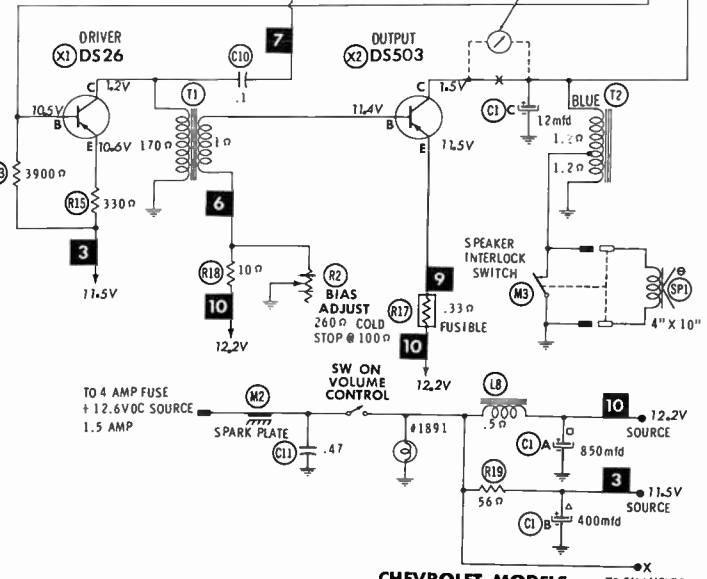 7
DRIVER
X1 DS26
C10
.1
OUTPUT
X2 DS503
C
1.2V
10.5V
B
E
10.6V
T1
170Ω
1Ω
11.4V
B
C
1.5V
E
11.5V
C1 C
12mfd
BLUE
T2
1.2Ω
1.2Ω
3900Ω
R15
330Ω
3
11.5V
6
R18
10Ω
10
12.2V
R2
BIAS
ADJUST
260Ω COLD
STOP @ 100Ω
9
R17
.33Ω
FUSIBLE
10
12.2V
SPEAKER
INTERLOCK
SWITCH
M3
SP1
4" X 10"
TO 4 AMP FUSE
+ 12.6VDC SOURCE
1.5 AMP
M2
SPARK PLATE
C11
.47
SW ON
VOLUME
CONTROL
#1891
L8
.5Ω
10
12.2V
SOURCE
C1 A
850mfd
R19
56Ω
3
11.5V
SOURCE
C1 B
400mfd
X
CHEVROLET MODELS